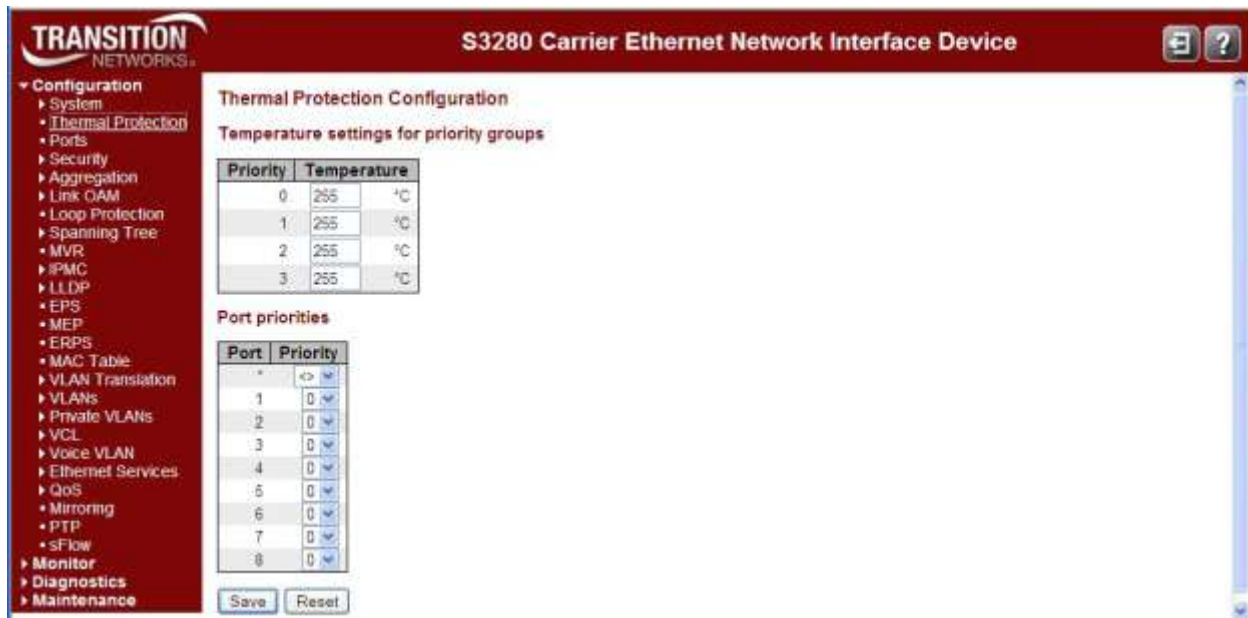 TRANSITION
NETWORKS®
S3280 Carrier Ethernet Network Interface Device
?
Configuration
System
Thermal Protection
Ports
Security
Aggregation
Link OAM
Loop Protection
Spanning Tree
MVR
IPMC
LLDP
EPS
MEP
ERPS
MAC Table
VLAN Translation
VLANs
Private VLANs
VCL
Voice VLAN
Ethernet Services
QoS
Mirroring
PTP
sFlow
Monitor
Diagnostics
Maintenance
Thermal Protection Configuration
Temperature settings for priority groups
Priority Temperature
0 255 °C
1 255 °C
2 255 °C
3 255 °C
Port priorities
Port Priority
* <>
1 0
2 0
3 0
4 0
5 0
6 0
7 0
8 0
Save Reset